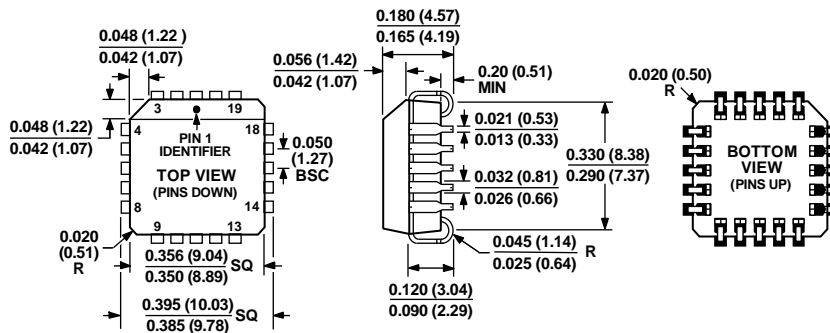 0.048 (1.22 )
0.042 (1.07)
0.048 (1.22)
0.042 (1.07)
3
19
4
18
PIN 1
IDENTIFIER
TOP VIEW
(PINS DOWN)
8
14
9
13
0.050
(1.27)
BSC
0.020
(0.51)
R
0.356 (9.04)
0.350 (8.89)
SQ
0.395 (10.03)
0.385 (9.78)
SQ
0.180 (4.57)
0.165 (4.19)
0.056 (1.42)
0.042 (1.07)
0.20 (0.51)
MIN
0.021 (0.53)
0.013 (0.33)
0.032 (0.81)
0.026 (0.66)
0.330 (8.38)
0.290 (7.37)
0.045 (1.14)
0.025 (0.64)
R
0.120 (3.04)
0.090 (2.29)
0.020 (0.50)
R
BOTTOM
VIEW
(PINS UP)